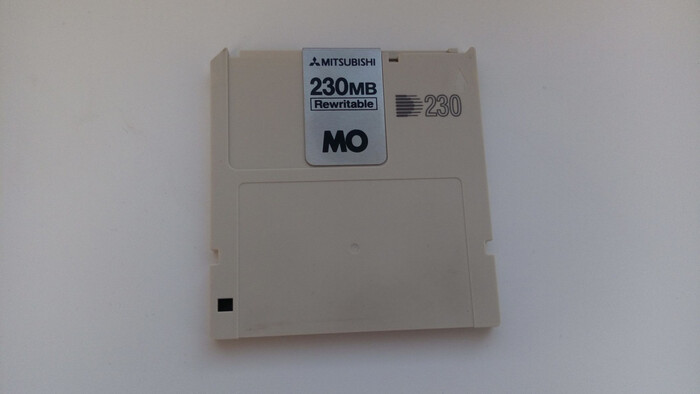 MITSUBISHI
230MB
Rewritable
MO
230